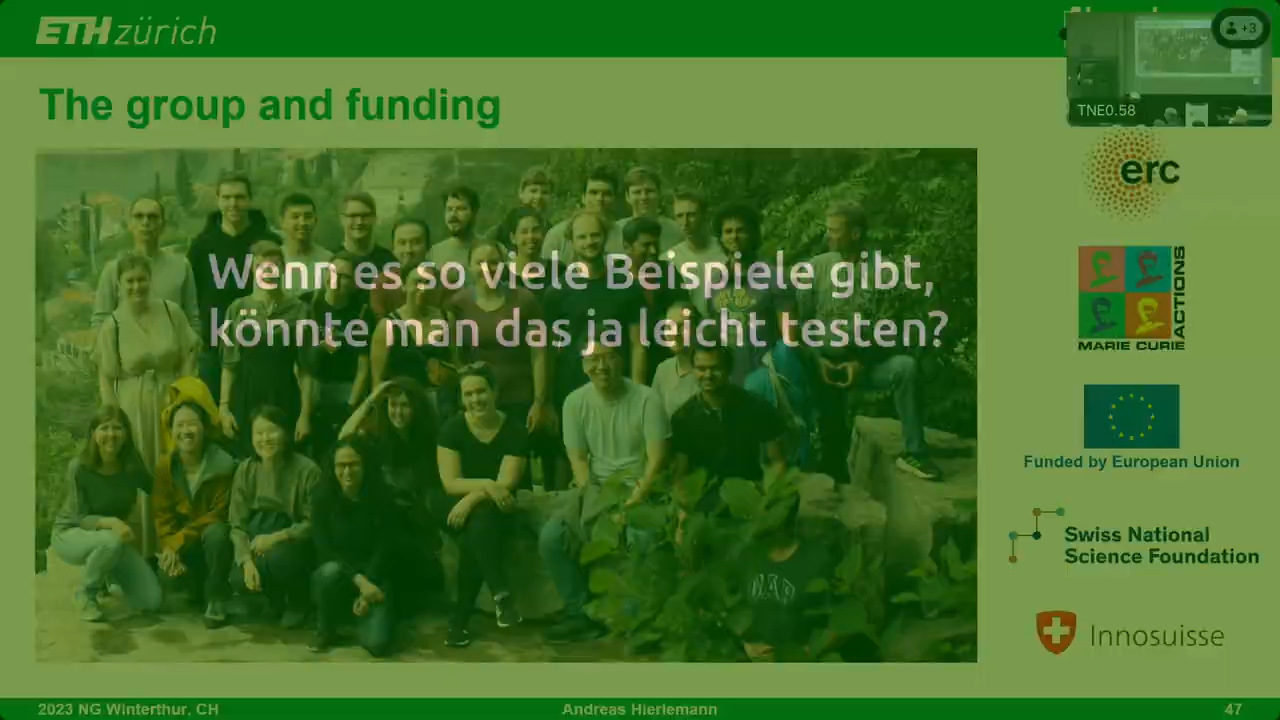 ETH zürich
+3
TNE0.58
The group and funding
erc
Wenn es so viele Beispiele gibt,
könnte man das ja leicht testen?
MARIE CURIE
ACTIONS
Funded by European Union
Swiss National
Science Foundation
Innosuisse
2023 NG Winterthur, CH
Andreas Hierlemann
47